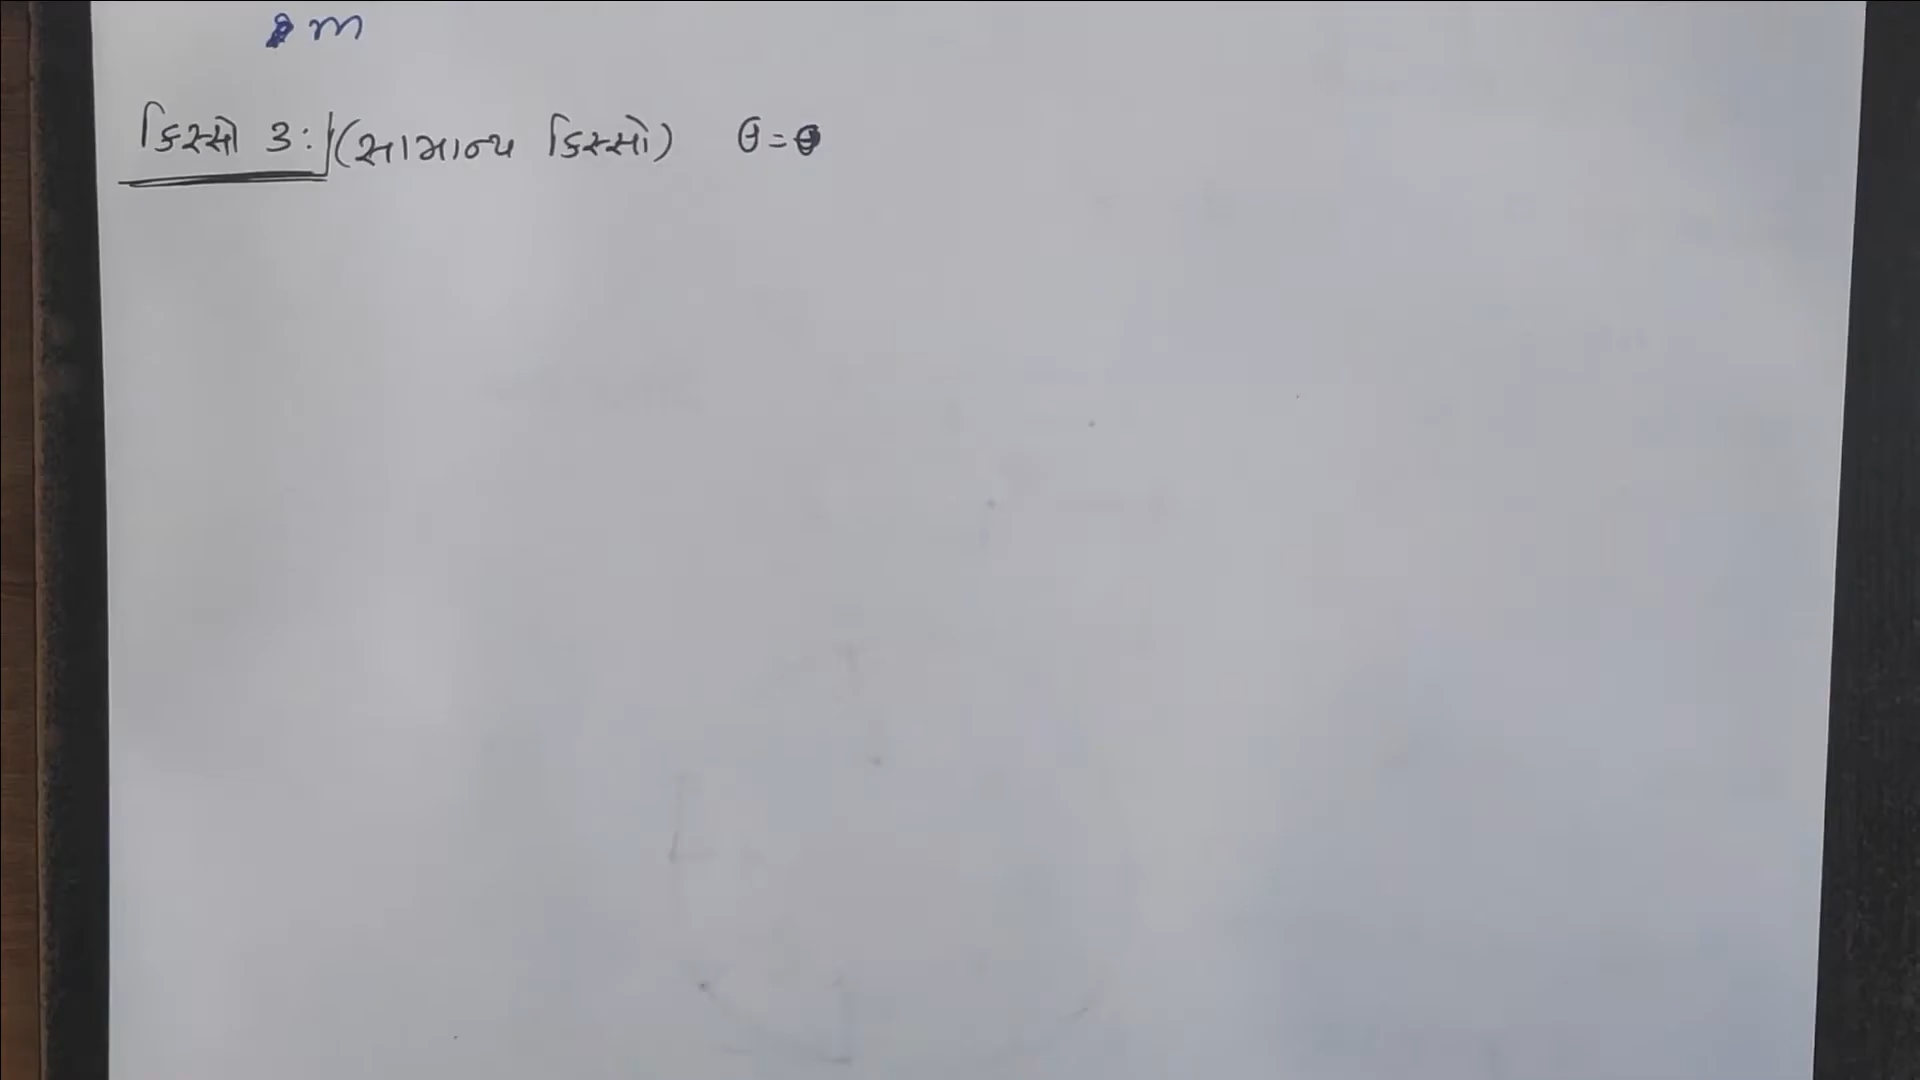 m
કિસ્સો 3: (સામાન્ય કિસ્સો) θ = θ